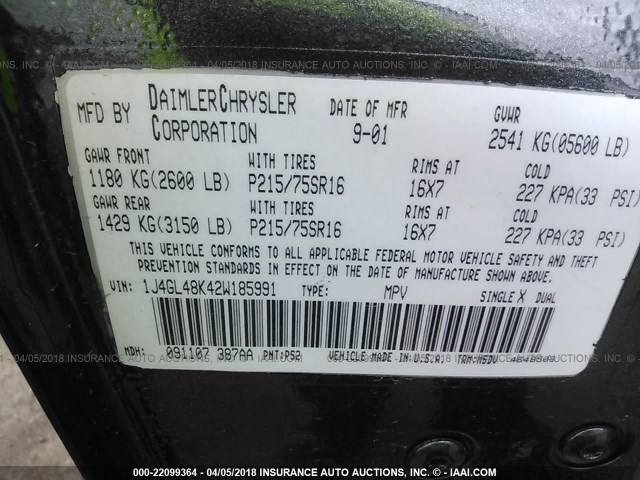 MFD BY DAIMLERCHRYSLER CORPORATION DATE OF MFR 9-01 GVWR 2541 KG(05600 LB)
GAWR FRONT WITH TIRES RIMS AT COLD
1180 KG(2600 LB) P215/75SR16 16X7 227 KPA(33 PSI)
GAWR REAR WITH TIRES RIMS AT COLD
1429 KG(3150 LB) P215/75SR16 16X7 227 KPA(33 PSI)
THIS VEHICLE CONFORMS TO ALL APPLICABLE FEDERAL MOTOR VEHICLE SAFETY AND THEFT
PREVENTION STANDARDS IN EFFECT ON THE DATE OF MANUFACTURE SHOWN ABOVE.
VIN: 1J4GL48K42W185991 TYPE: MPV SINGLE X DUAL
MDH: 091107 387AA PNT:PS2 VEHICLE MADE IN U.S.A. TRM:M5DV
000-22099364 - 04/05/2018 - INSURANCE AUTO AUCTIONS, INC. - © - IAAI.COM